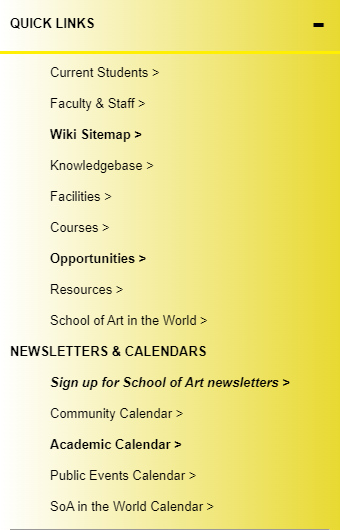 QUICK LINKS
Current Students >
Faculty & Staff >
Wiki Sitemap >
Knowledgebase >
Facilities >
Courses >
Opportunities >
Resources >
School of Art in the World >
NEWSLETTERS & CALENDARS
Sign up for School of Art newsletters >
Community Calendar >
Academic Calendar >
Public Events Calendar >
SoA in the World Calendar >